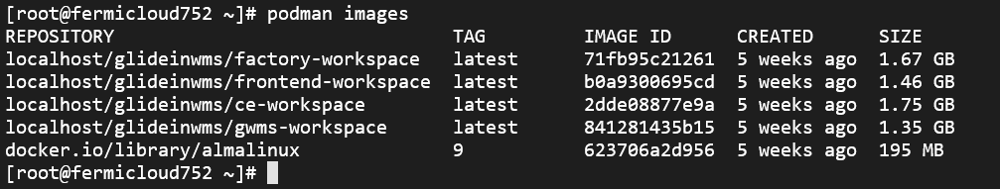 [root@fermicloud752 ~]# podman images
REPOSITORY TAG IMAGE ID CREATED SIZE
localhost/glideinwms/factory-workspace latest 71fb95c21261 5 weeks ago 1.67 GB
localhost/glideinwms/frontend-workspace latest b0a9300695cd 5 weeks ago 1.46 GB
localhost/glideinwms/ce-workspace latest 2dde08877e9a 5 weeks ago 1.75 GB
localhost/glideinwms/gwms-workspace latest 841281435b15 5 weeks ago 1.35 GB
docker.io/library/almalinux 9 623706a2d956 5 weeks ago 195 MB
[root@fermicloud752 ~]#